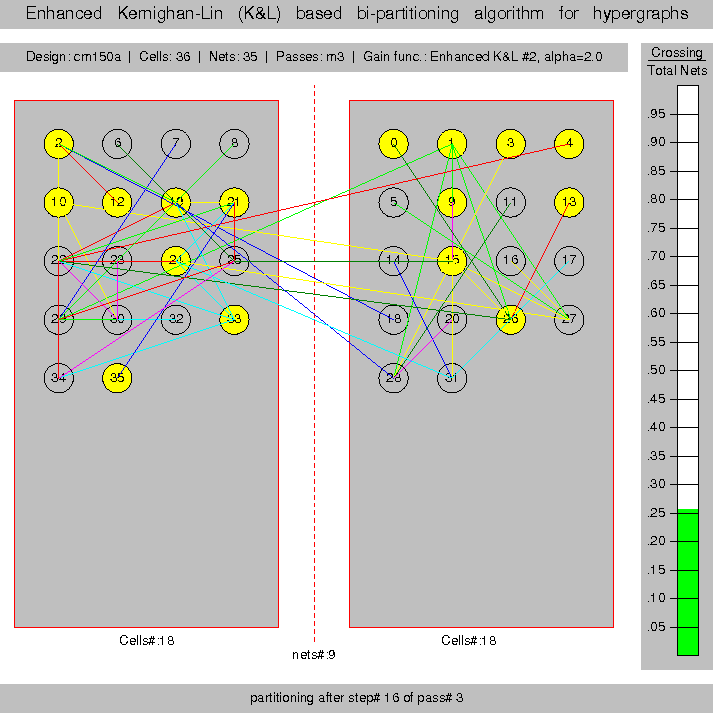 Enhanced Kernighan-Lin (K&L) based bi-partitioning algorithm for hypergraphs
Design: cm150a | Cells: 36 | Nets: 35 | Passes: m3 | Gain func.: Enhanced K&L #2, alpha=2.0
Crossing
Total Nets
2 6 7 8 0 1 3 4
10 12 19 21 5 9 11 13
22 23 24 25 14 15 16 17
29 30 32 33 18 20 26 27
34 35 28 31
.95
.90
.85
.80
.75
.70
.65
.60
.55
.50
.45
.40
.35
.30
.25
.20
.15
.10
.05
Cells#:18
Cells#:18
nets#:9
partitioning after step# 16 of pass# 3